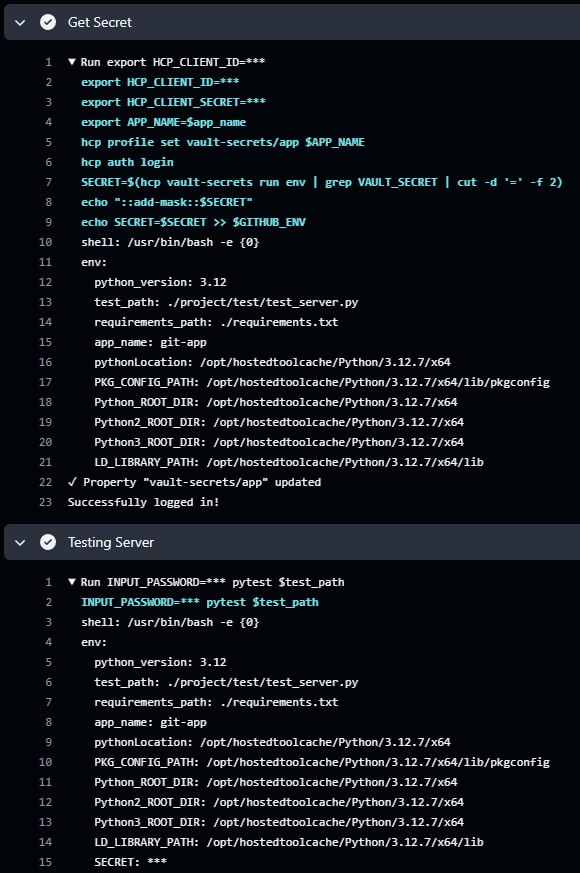 Get Secret
1 ▼ Run export HCP_CLIENT_ID=***
2 export HCP_CLIENT_ID=***
3 export HCP_CLIENT_SECRET=***
4 export APP_NAME=$app_name
5 hcp profile set vault-secrets/app $APP_NAME
6 hcp auth login
7 SECRET=$(hcp vault-secrets run env | grep VAULT_SECRET | cut -d '=' -f 2)
8 echo "::add-mask::$SECRET"
9 echo SECRET=$SECRET >> $GITHUB_ENV
10 shell: /usr/bin/bash -e {0}
11 env:
12 python_version: 3.12
13 test_path: ./project/test/test_server.py
14 requirements_path: ./requirements.txt
15 app_name: git-app
16 pythonLocation: /opt/hostedtoolcache/Python/3.12.7/x64
17 PKG_CONFIG_PATH: /opt/hostedtoolcache/Python/3.12.7/x64/lib/pkgconfig
18 Python_ROOT_DIR: /opt/hostedtoolcache/Python/3.12.7/x64
19 Python2_ROOT_DIR: /opt/hostedtoolcache/Python/3.12.7/x64
20 Python3_ROOT_DIR: /opt/hostedtoolcache/Python/3.12.7/x64
21 LD_LIBRARY_PATH: /opt/hostedtoolcache/Python/3.12.7/x64/lib
22 ✓ Property "vault-secrets/app" updated
23 Successfully logged in!
Testing Server
1 ▼ Run INPUT_PASSWORD=*** pytest $test_path
2 INPUT_PASSWORD=*** pytest $test_path
3 shell: /usr/bin/bash -e {0}
4 env:
5 python_version: 3.12
6 test_path: ./project/test/test_server.py
7 requirements_path: ./requirements.txt
8 app_name: git-app
9 pythonLocation: /opt/hostedtoolcache/Python/3.12.7/x64
10 PKG_CONFIG_PATH: /opt/hostedtoolcache/Python/3.12.7/x64/lib/pkgconfig
11 Python_ROOT_DIR: /opt/hostedtoolcache/Python/3.12.7/x64
12 Python2_ROOT_DIR: /opt/hostedtoolcache/Python/3.12.7/x64
13 Python3_ROOT_DIR: /opt/hostedtoolcache/Python/3.12.7/x64
14 LD_LIBRARY_PATH: /opt/hostedtoolcache/Python/3.12.7/x64/lib
15 SECRET: ***